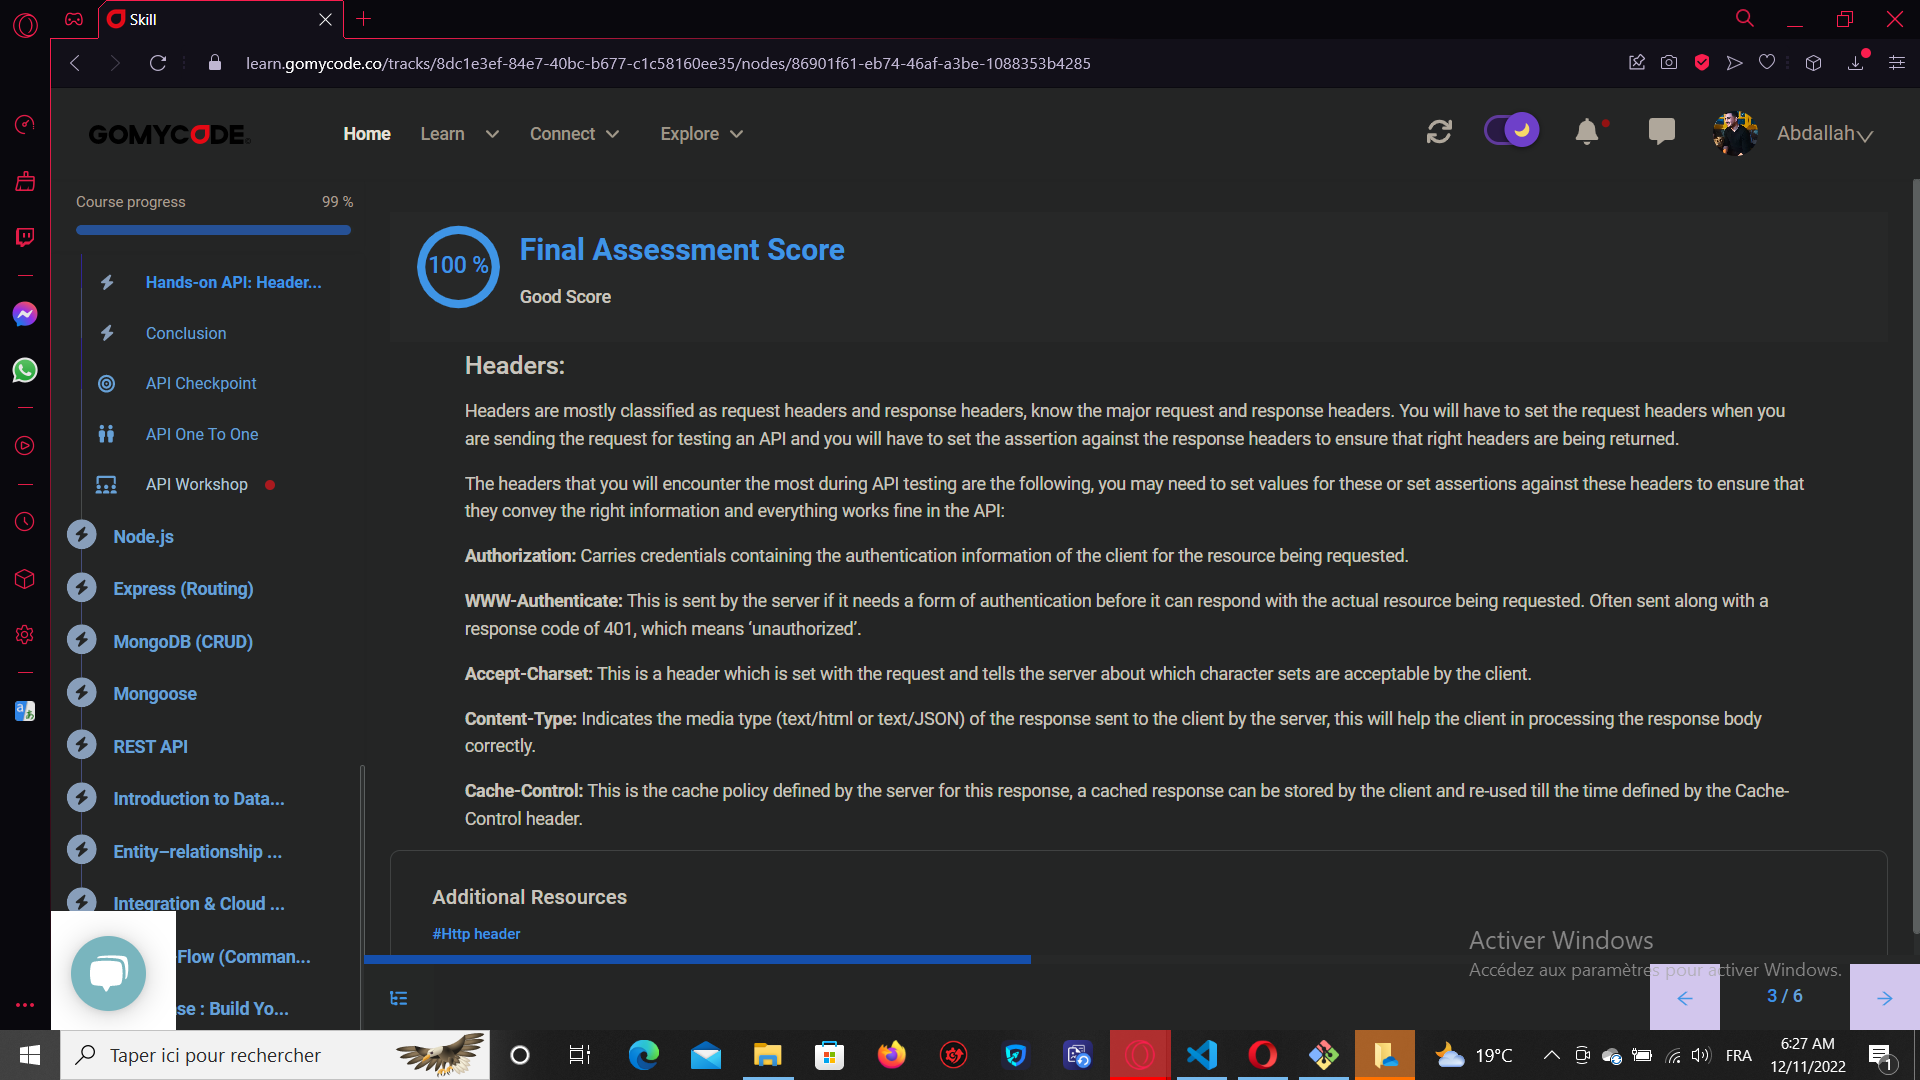 Skill
learn.gomycode.co/tracks/8dc1e3ef-84e7-40bc-b677-c1c58160ee35/nodes/86901f61-eb74-46af-a3be-1088353b4285
GOMYCODE
Home Learn Connect Explore
Abdallah
Course progress 99 %
Hands-on API: Header...
Conclusion
API Checkpoint
API One To One
API Workshop
Node.js
Express (Routing)
MongoDB (CRUD)
Mongoose
REST API
Introduction to Data...
Entity–relationship ...
Integration & Cloud ...
-Flow (Comman...
se : Build Yo...
100 %
Final Assessment Score
Good Score
Headers:
Headers are mostly classified as request headers and response headers, know the major request and response headers. You will have to set the request headers when you
are sending the request for testing an API and you will have to set the assertion against the response headers to ensure that right headers are being returned.
The headers that you will encounter the most during API testing are the following, you may need to set values for these or set assertions against these headers to ensure that
they convey the right information and everything works fine in the API:
Authorization: Carries credentials containing the authentication information of the client for the resource being requested.
WWW-Authenticate: This is sent by the server if it needs a form of authentication before it can respond with the actual resource being requested. Often sent along with a
response code of 401, which means ‘unauthorized’.
Accept-Charset: This is a header which is set with the request and tells the server about which character sets are acceptable by the client.
Content-Type: Indicates the media type (text/html or text/JSON) of the response sent to the client by the server, this will help the client in processing the response body
correctly.
Cache-Control: This is the cache policy defined by the server for this response, a cached response can be stored by the client and re-used till the time defined by the Cache-
Control header.
Additional Resources
#Http header
Activer Windows
Accédez aux paramètres pour activer Windows.
3 / 6
Taper ici pour rechercher
19°C
FRA
6:27 AM
12/11/2022
1